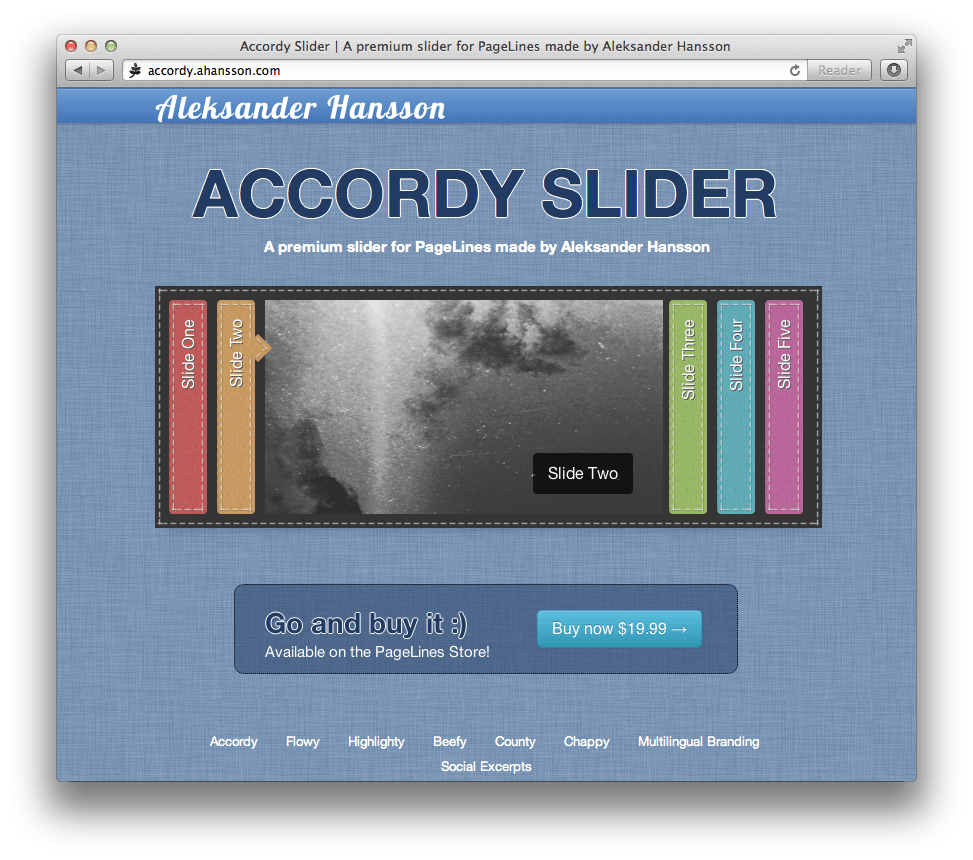 Accordy Slider | A premium slider for PageLines made by Aleksander Hansson
accordy.ahansson.com
Reader
Aleksander Hansson
ACCORDY SLIDER
A premium slider for PageLines made by Aleksander Hansson
Slide One
Slide Two
Slide Two
Slide Three
Slide Four
Slide Five
Go and buy it :)
Available on the PageLines Store!
Buy now $19.99 →
Accordy Flowy Highlighty Beefy County Chappy Multilingual Branding
Social Excerpts